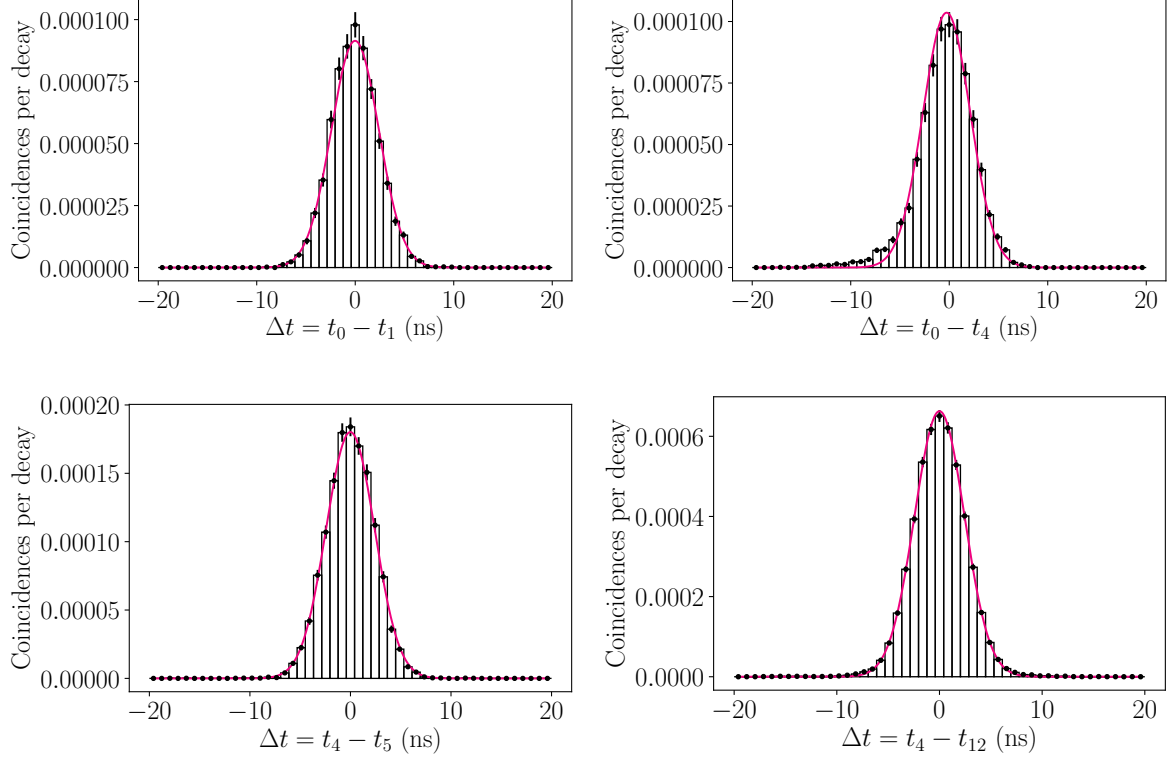 Coincidences per decay
0.000100
0.000075
0.000050
0.000025
0.000000
−20 −10 0 10 20
Δt = t₀ − t₁ (ns)
Coincidences per decay
0.000100
0.000075
0.000050
0.000025
0.000000
−20 −10 0 10 20
Δt = t₀ − t₄ (ns)
Coincidences per decay
0.00020
0.00015
0.00010
0.00005
0.00000
−20 −10 0 10 20
Δt = t₄ − t₅ (ns)
Coincidences per decay
0.0006
0.0004
0.0002
0.0000
−20 −10 0 10 20
Δt = t₄ − t₁₂ (ns)